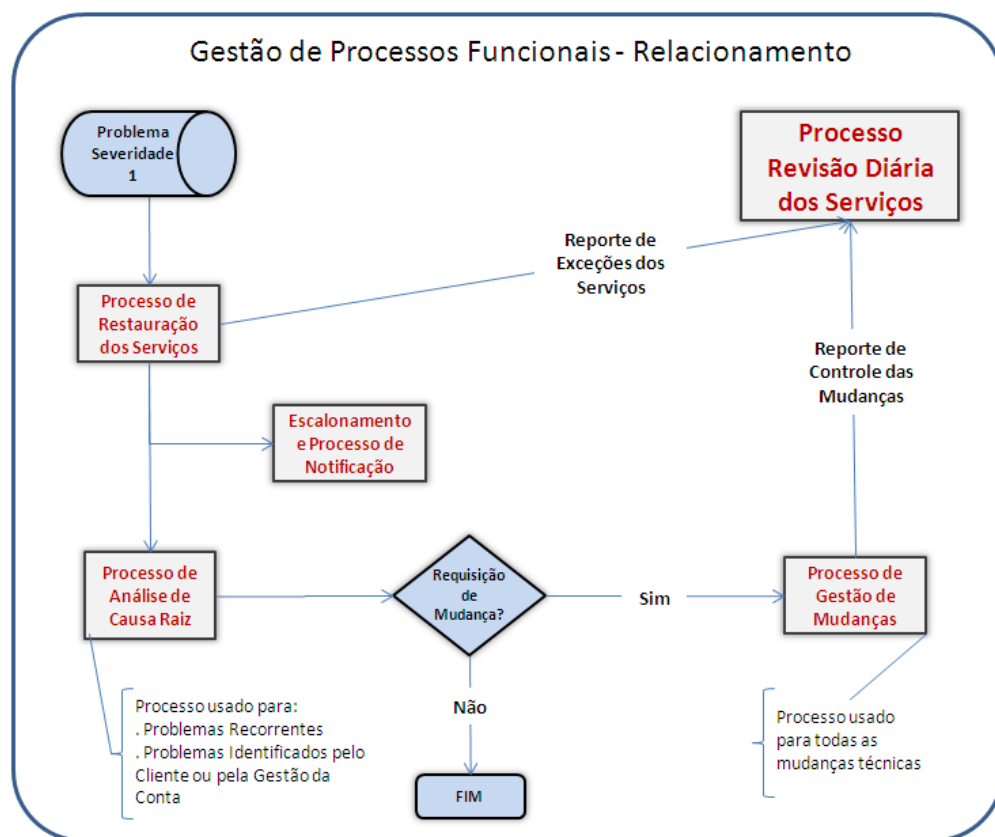 Gestão de Processos Funcionais - Relacionamento
Problema
Severidade
1
Processo
Revisão Diária
dos Serviços
Reporte de
Exceções dos
Serviços
Processo de
Restauração
dos Serviços
Reporte de
Controle das
Mudanças
Escalonamento
e Processo de
Notificação
Processo de
Análise de
Causa Raiz
Requisição
de
Mudança?
Sim
Processo de
Gestão de
Mudanças
Não
Processo usado para:
. Problemas Recorrentes
. Problemas Identificados pelo
Cliente ou pela Gestão da
Conta
Processo usado
para todas as
mudanças técnicas
FIM